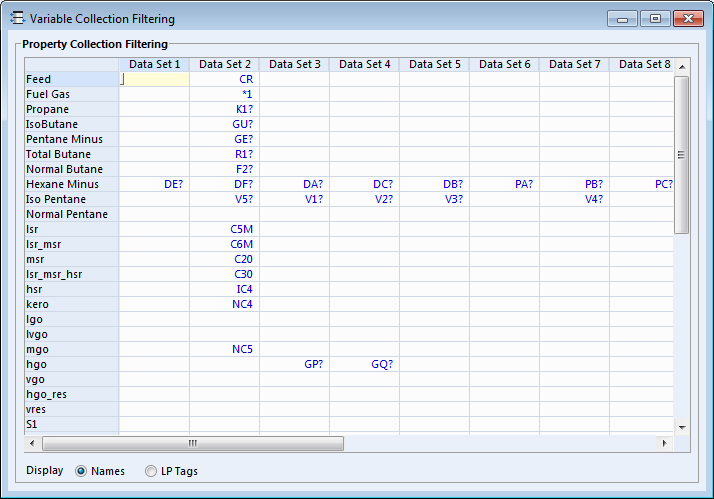 Variable Collection Filtering
Property Collection Filtering
Data Set 1 Data Set 2 Data Set 3 Data Set 4 Data Set 5 Data Set 6 Data Set 7 Data Set 8
Feed CR
Fuel Gas *1
Propane K1?
IsoButane GU?
Pentane Minus GE?
Total Butane R1?
Normal Butane F2?
Hexane Minus DE? DF? DA? DC? DB? PA? PB? PC?
Iso Pentane V5? V1? V2? V3? V4?
Normal Pentane
lsr C5M
lsr_msr C6M
msr C20
lsr_msr_hsr C30
hsr IC4
kero NC4
lgo
lvgo
mgo NC5
hgo GP? GQ?
vgo
hgo_res
vres
S1
Display Names LP Tags